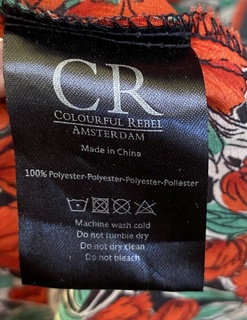 CR
COLOURFUL REBEL
AMSTERDAM
Made in China
100% Polyester-Polyester-Polyester-Poliéster
Machine wash cold
Do not tumble dry
Do not dry clean
Do not bleach